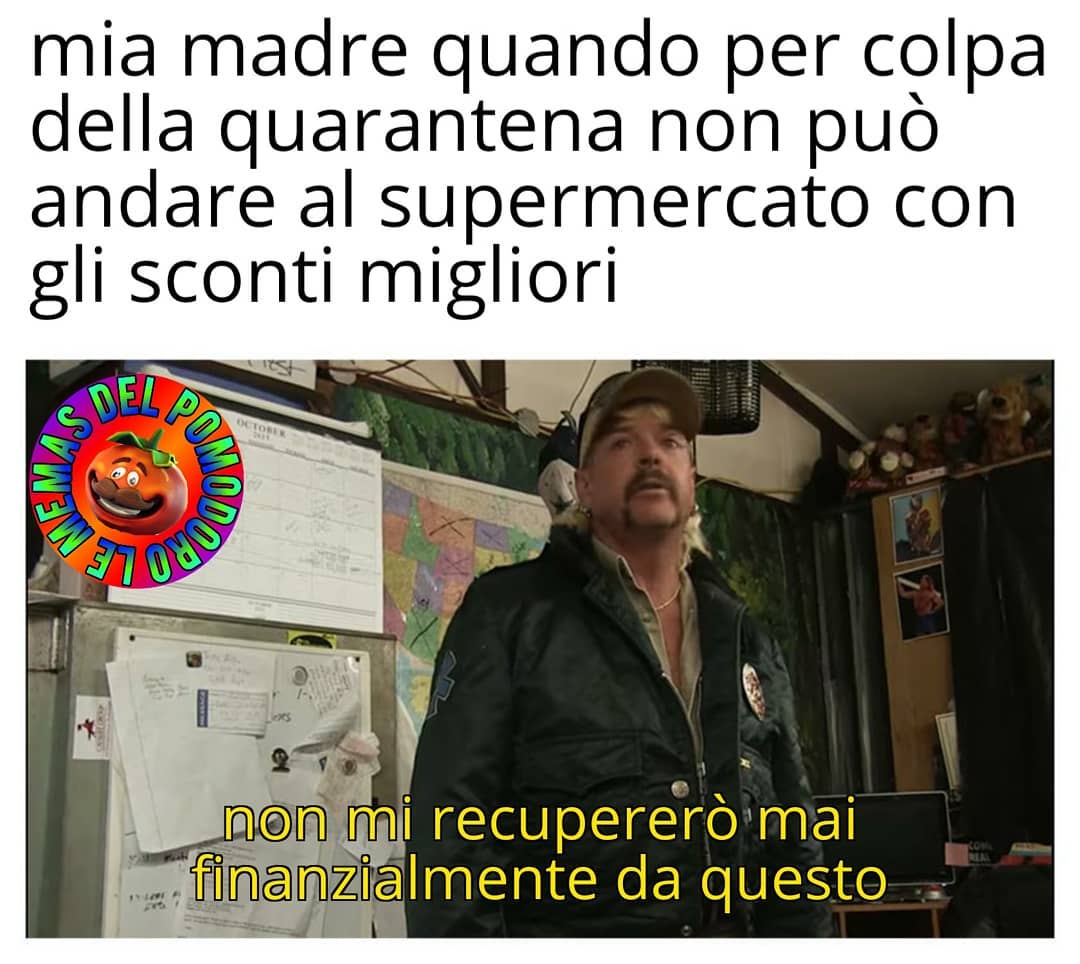 mia madre quando per colpa
della quarantena non può
andare al supermercato con
gli sconti migliori
LE MEMAS DEL POMODORO
OCTOBER
non mi recupererò mai
finanzialmente da questo